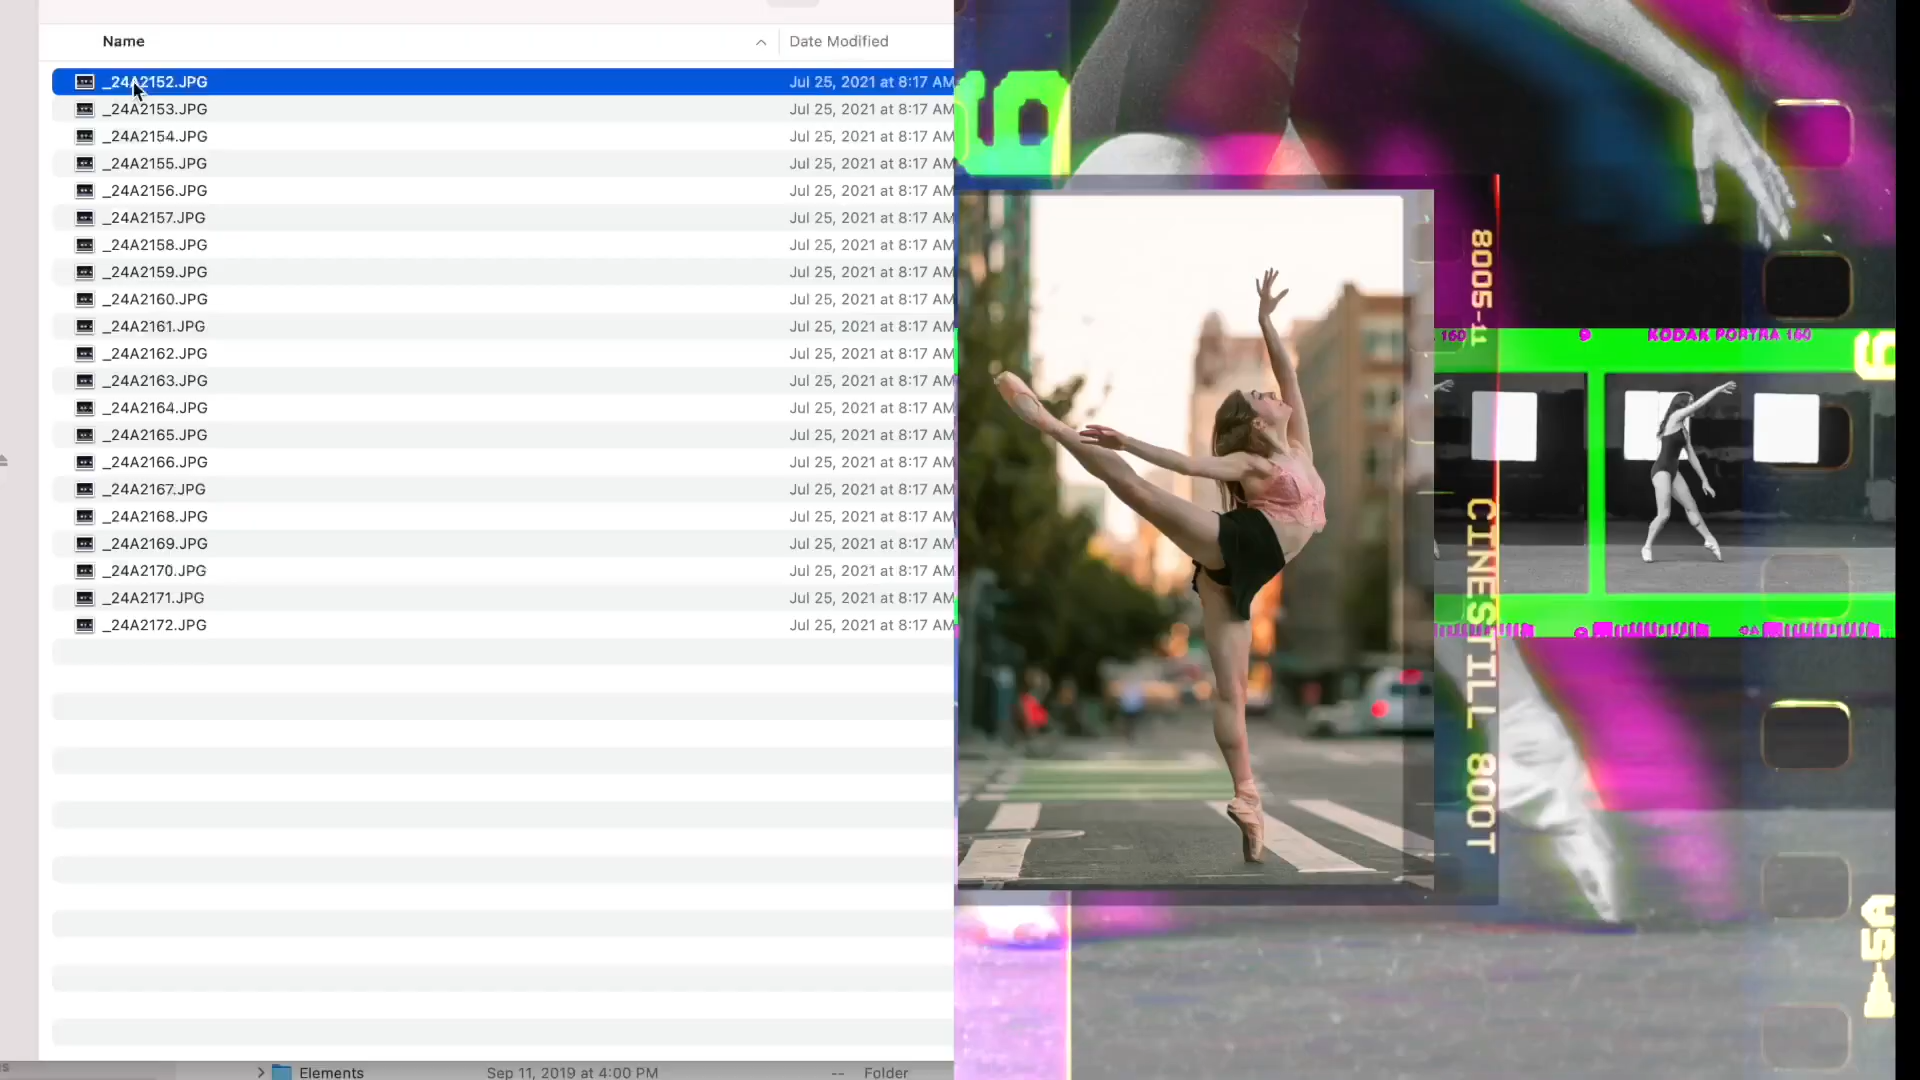 Name
Date Modified
_24A2152.JPG Jul 25, 2021 at 8:17 AM
_24A2153.JPG Jul 25, 2021 at 8:17 AM
_24A2154.JPG Jul 25, 2021 at 8:17 AM
_24A2155.JPG Jul 25, 2021 at 8:17 AM
_24A2156.JPG Jul 25, 2021 at 8:17 AM
_24A2157.JPG Jul 25, 2021 at 8:17 AM
_24A2158.JPG Jul 25, 2021 at 8:17 AM
_24A2159.JPG Jul 25, 2021 at 8:17 AM
_24A2160.JPG Jul 25, 2021 at 8:17 AM
_24A2161.JPG Jul 25, 2021 at 8:17 AM
_24A2162.JPG Jul 25, 2021 at 8:17 AM
_24A2163.JPG Jul 25, 2021 at 8:17 AM
_24A2164.JPG Jul 25, 2021 at 8:17 AM
_24A2165.JPG Jul 25, 2021 at 8:17 AM
_24A2166.JPG Jul 25, 2021 at 8:17 AM
_24A2167.JPG Jul 25, 2021 at 8:17 AM
_24A2168.JPG Jul 25, 2021 at 8:17 AM
_24A2169.JPG Jul 25, 2021 at 8:17 AM
_24A2170.JPG Jul 25, 2021 at 8:17 AM
_24A2171.JPG Jul 25, 2021 at 8:17 AM
_24A2172.JPG Jul 25, 2021 at 8:17 AM
Elements Sep 11, 2019 at 4:00 PM -- Folder
8005-11
CINESTILL 800T
160
KODAK PORTRA 160
6
5A